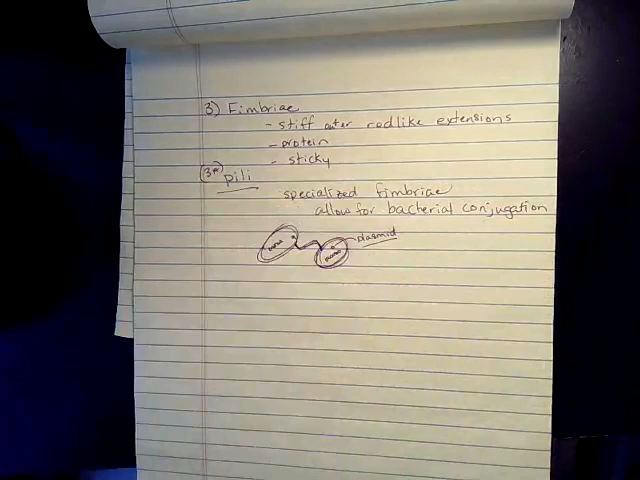 3) Fimbriae
- stiff outer rodlike extensions
- protein
- sticky
(3A) pili
specialized fimbriae
allow for bacterial conjugation
plasmid